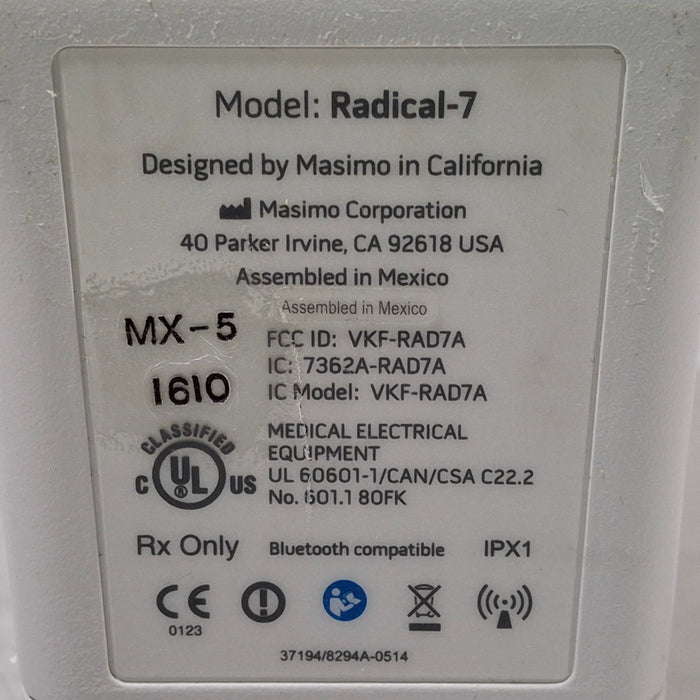 Model: Radical-7
Designed by Masimo in California
Masimo Corporation
40 Parker Irvine, CA 92618 USA
Assembled in Mexico
Assembled in Mexico
MX-5
1610
FCC ID: VKF-RAD7A
IC: 7362A-RAD7A
IC Model: VKF-RAD7A
CLASSIFIED
C UL® US
MEDICAL ELECTRICAL
EQUIPMENT
UL 60601-1/CAN/CSA C22.2
No. 601.1 80FK
Rx Only Bluetooth compatible IPX1
CE
0123
37194/8294A-0514